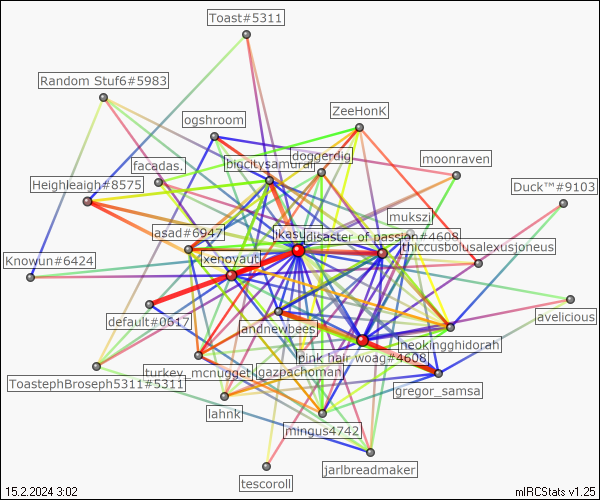 Toast#5311
Random Stuf6#5983
ZeeHonK
ogshroom
doggerdig
moonraven
facadas.
bigcitysamurai
Heighleaigh#8575
Duck™#9103
mukszi
asad#6947
jkasu
disaster of passion#4608
thiccusbolusalexusjoneus
Knowun#6424
xenoyaut
default#0617
andnewbees
avelicious
neokingghidorah
pink hair woag#4608
ToastephBroseph5311#5311
turkey_mcnugget
gazpachoman
gregor_samsa
lahnk
mingus4742
jarlbreadmaker
tescoroll
15.2.2024 3:02
mIRCStats v1.25